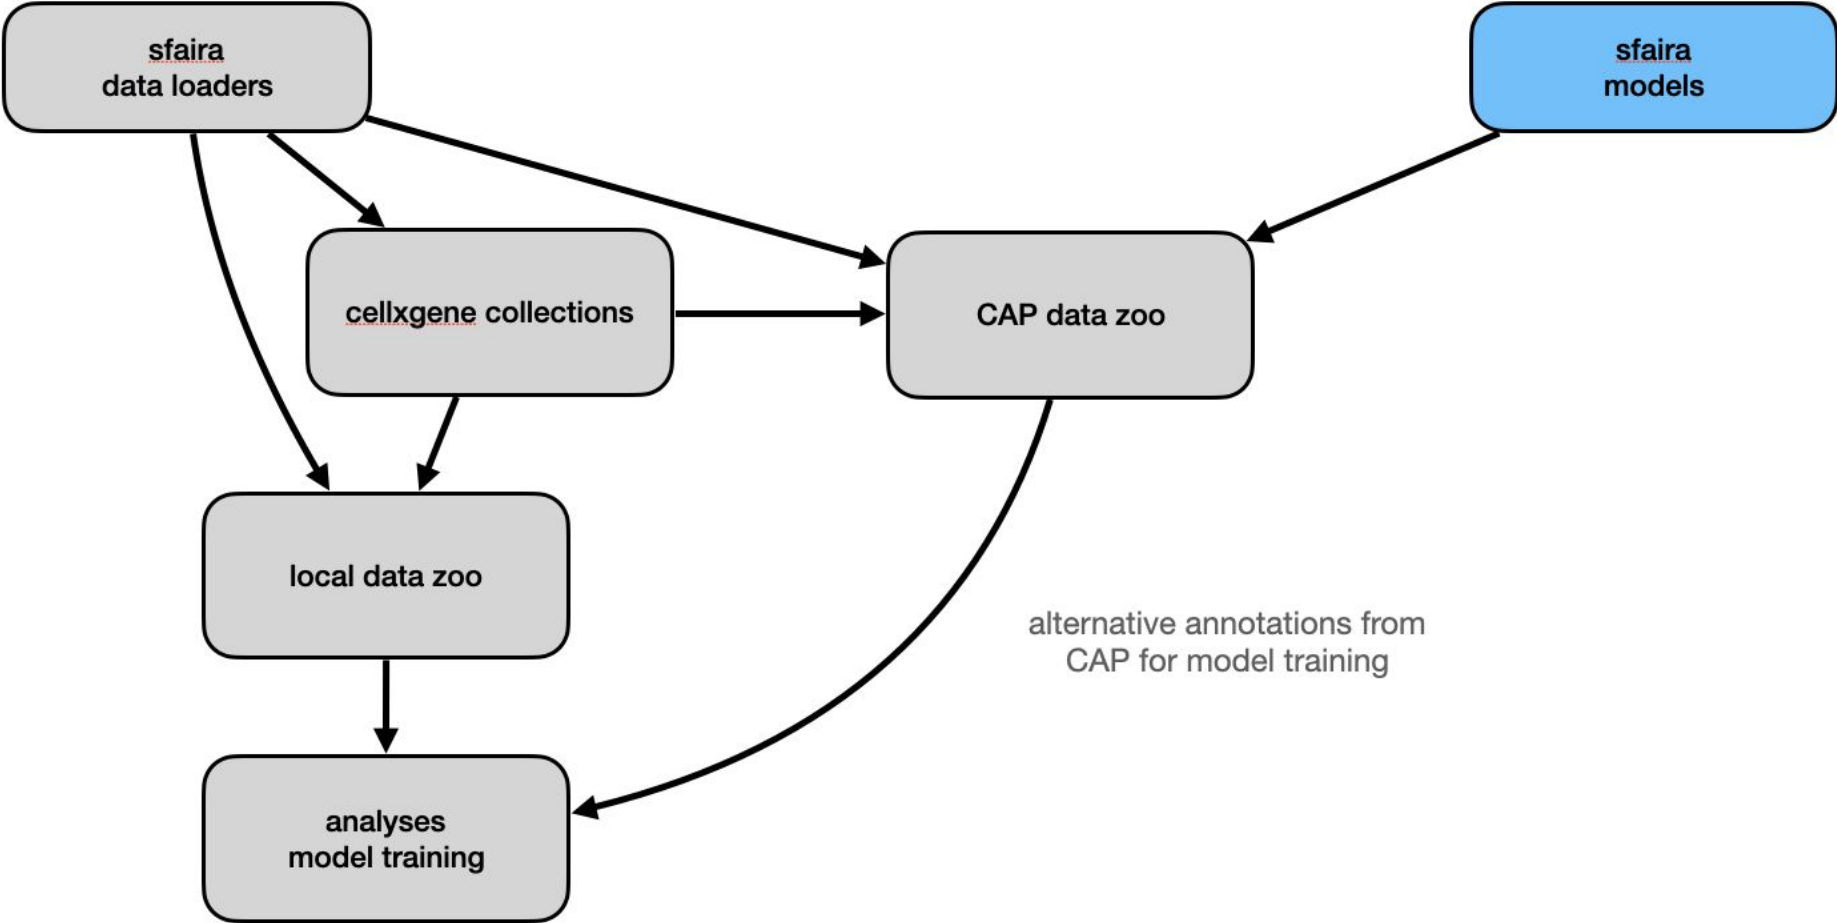 sfaira
data loaders
sfaira
models
cellxgene collections
CAP data zoo
local data zoo
alternative annotations from
CAP for model training
analyses
model training